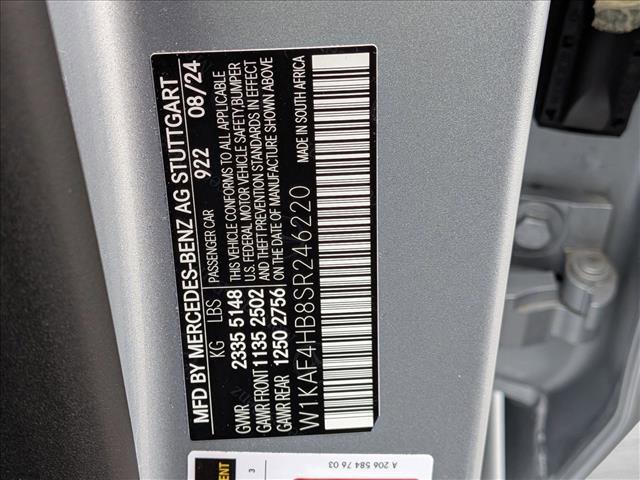 MFD BY MERCEDES-BENZ AG STUTTGART
922 08/24
KG LBS PASSENGER CAR
GVWR 2335 5148
GAWR FRONT 1135 2502
GAWR REAR 1250 2756
THIS VEHICLE CONFORMS TO ALL APPLICABLE
U.S. FEDERAL MOTOR VEHICLE SAFETY,BUMPER
AND THEFT PREVENTION STANDARDS IN EFFECT
ON THE DATE OF MANUFACTURE SHOWN ABOVE
W1KAF4HB8SR246220
MADE IN SOUTH AFRICA
3
A 206 584 76 03